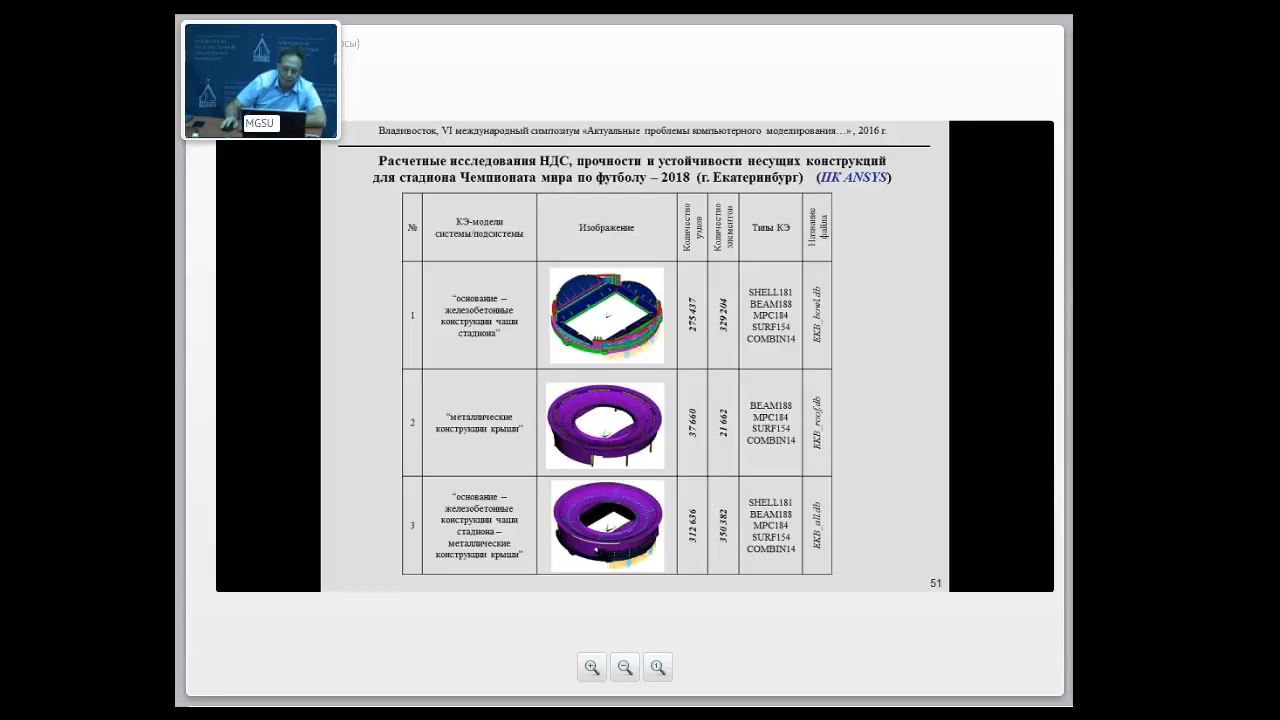 осы)
MGSU
Владивосток, VI международный симпозиум «Актуальные проблемы компьютерного моделирования…», 2016 г.
Расчетные исследования НДС, прочности и устойчивости несущих конструкций
для стадиона Чемпионата мира по футболу – 2018 (г. Екатеринбург) (ПК ANSYS)
№
КЭ-модели
системы/подсистемы
Изображение
Количество
узлов
Количество
элементов
Типы КЭ
Название
файла
1
“основание –
железобетонные
конструкции чаши
стадиона”
275 437
329 204
SHELL181
BEAM188
MPC184
SURF154
COMBIN14
EKB_bowl.db
2
“металлические
конструкции крыши”
37 660
21 662
BEAM188
MPC184
SURF154
COMBIN14
EKB_roof.db
3
“основание –
железобетонные
конструкции чаши
стадиона –
металлические
конструкции крыши”
312 636
350 382
SHELL181
BEAM188
MPC184
SURF154
COMBIN14
EKB_all.db
51